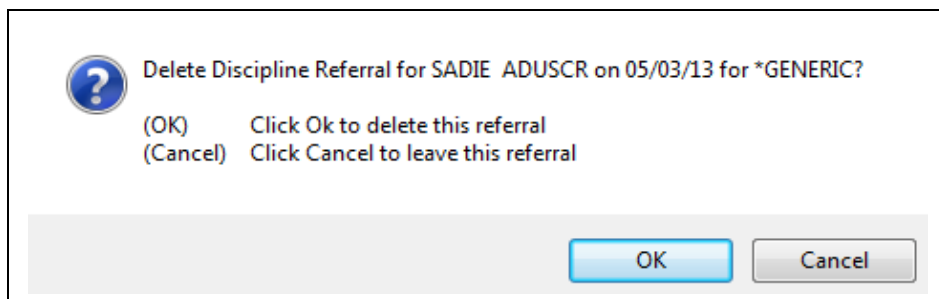 Delete Discipline Referral for SADIE  ADUSCR on 05/03/13 for *GENERIC?
(OK) Click Ok to delete this referral
(Cancel) Click Cancel to leave this referral
OK Cancel